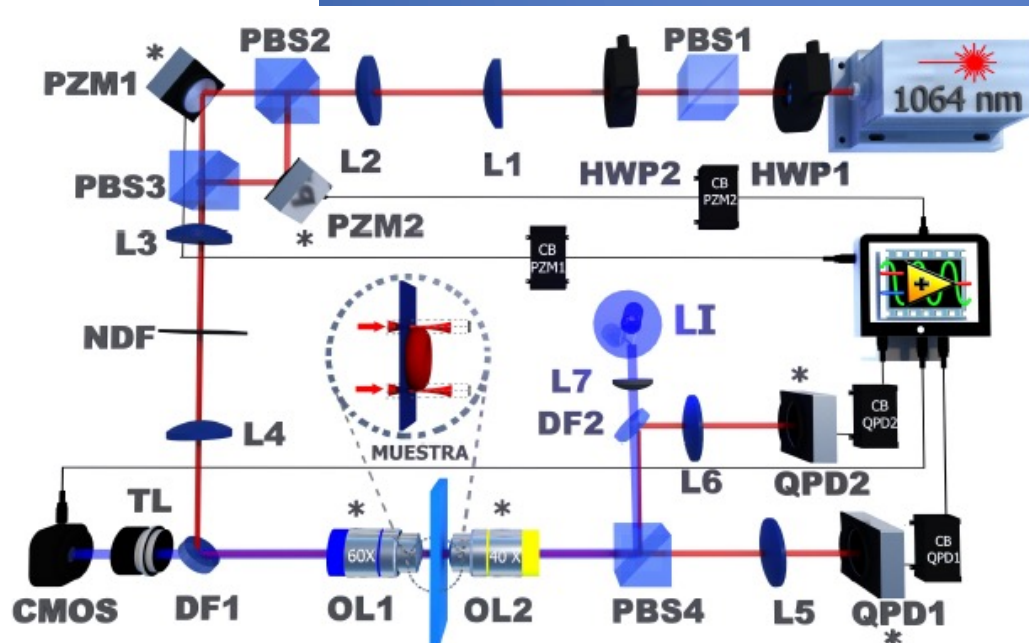 PBS2
PBS1
*
PZM1
1064 nm
L2
L1
HWP2
HWP1
PBS3
PZM2
*
CB
PZM2
L3
CB
PZM1
+
NDF
LI
L7
*
DF2
CB
QPD2
L4
MUESTRA
L6
QPD2
TL
*
*
60X
40 X
CB
QPD1
CMOS
DF1
OL1
OL2
PBS4
L5
QPD1
*